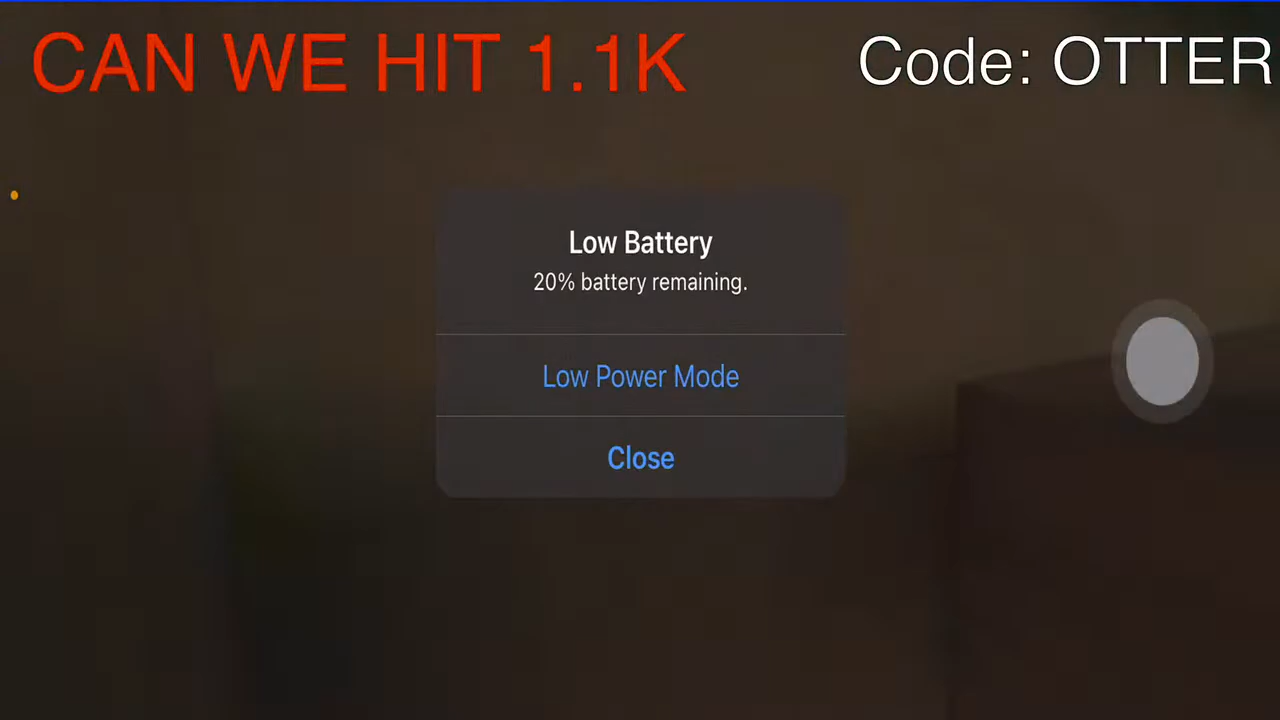 CAN WE HIT 1.1K
Code: OTTER
Low Battery
20% battery remaining.
Low Power Mode
Close